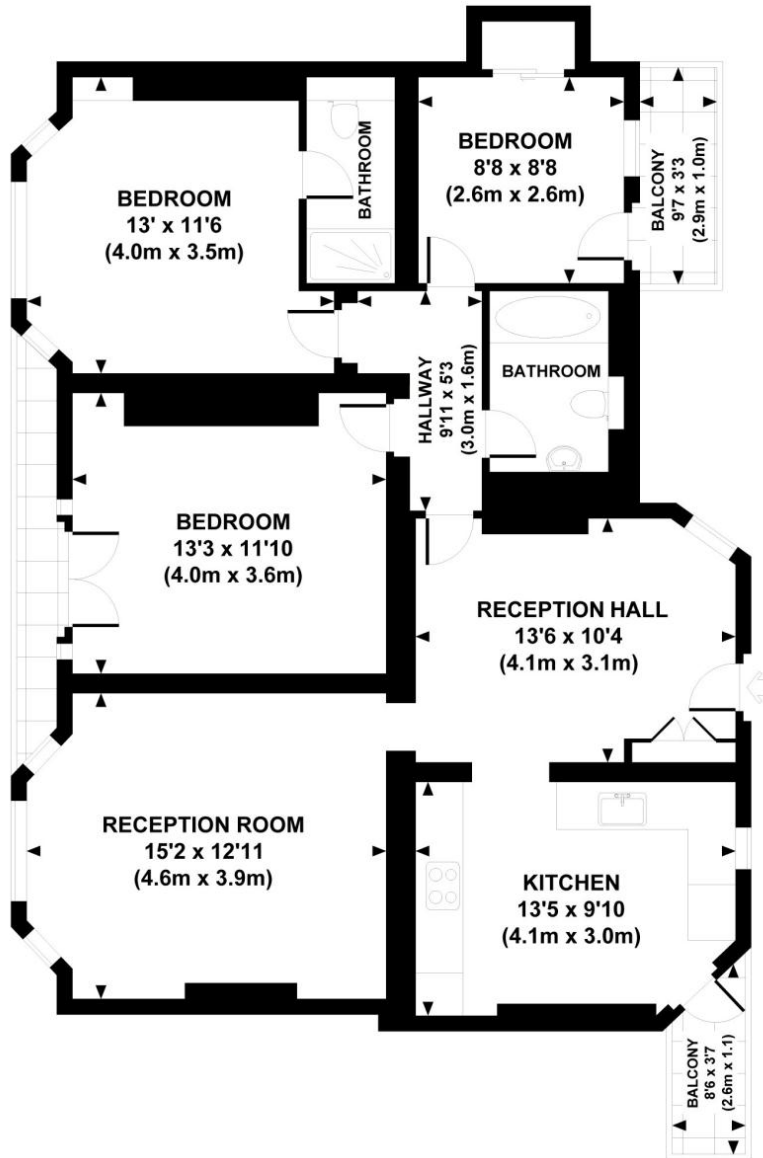 BEDROOM
13' x 11'6
(4.0m x 3.5m)
BATHROOM
BEDROOM
8'8 x 8'8
(2.6m x 2.6m)
BALCONY
9'7 x 3'3
(2.9m x 1.0m)
HALLWAY
9'11 x 5'3
(3.0m x 1.6m)
BATHROOM
BEDROOM
13'3 x 11'10
(4.0m x 3.6m)
RECEPTION HALL
13'6 x 10'4
(4.1m x 3.1m)
RECEPTION ROOM
15'2 x 12'11
(4.6m x 3.9m)
KITCHEN
13'5 x 9'10
(4.1m x 3.0m)
BALCONY
8'6 x 3'7
(2.6m x 1.1)